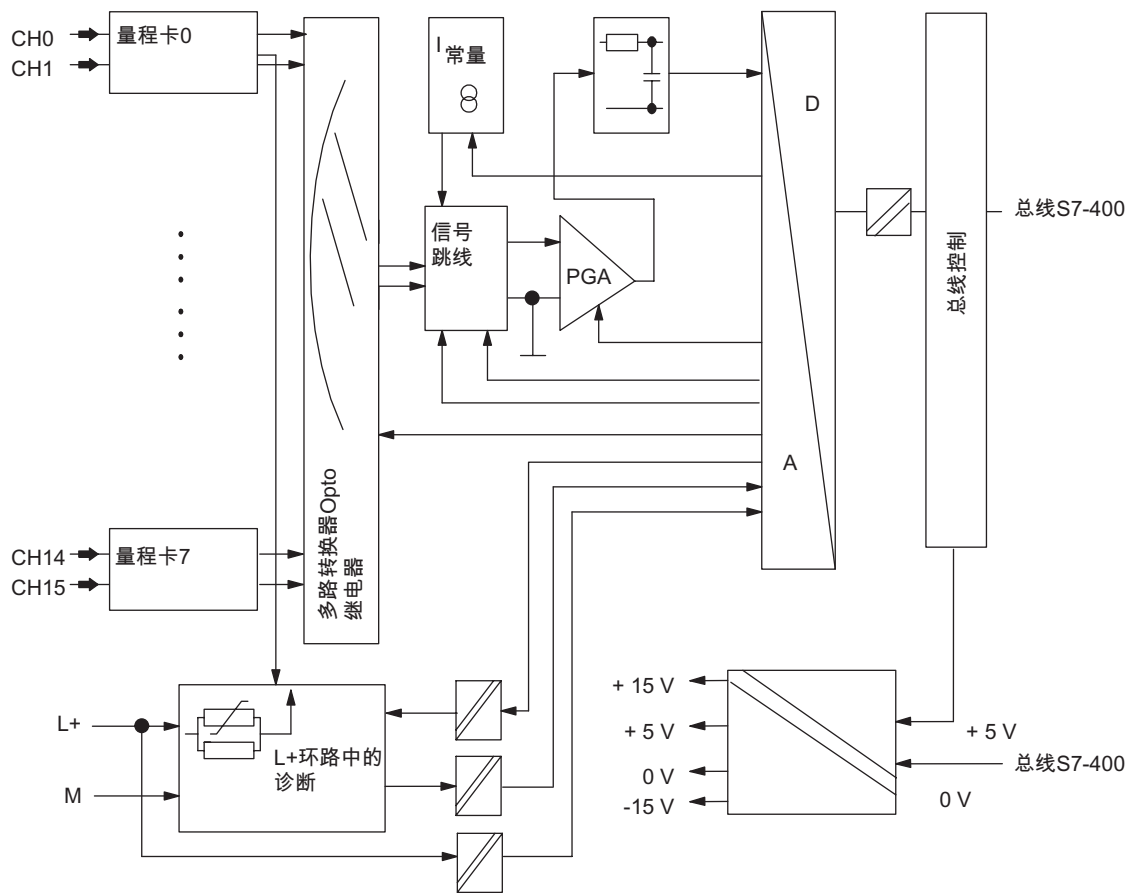 CH0
CH1
量程卡0
I 常量
D
信号
跳线
PGA
总线S7-400
总线控制
A
CH14
CH15
量程卡7
多路转换器Opto
继电器
L+
M
L+环路中的
诊断
+ 15 V
+ 5 V
0 V
-15 V
+ 5 V
总线S7-400
0 V